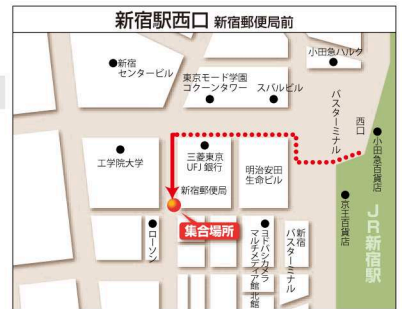 新宿駅西口 新宿郵便局前
小田急ハルク
新宿
センタービル
東京モード学園
コクーンタワー
スバルビル
バスターミナル
西口
小田急百貨店
工学院大学
三菱東京
UFJ銀行
明治安田
生命ビル
新宿郵便局
京王百貨店
JR新宿駅
集合場所
ローソン
ヨドバシカメラ
マルチメディア館
北館
新宿
バスターミナル